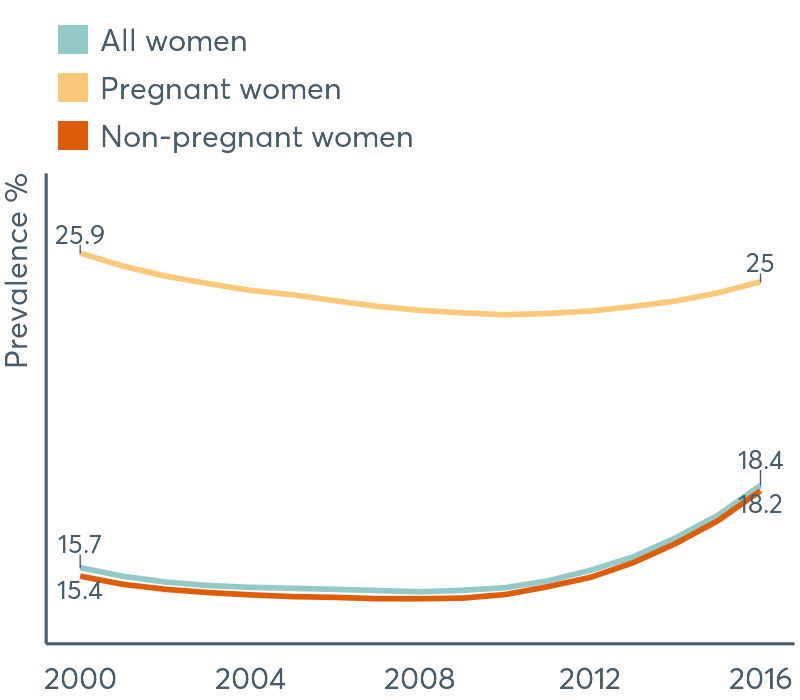 All women
Pregnant women
Non-pregnant women
Prevalence %
25.9
25
18.4
18.2
15.7
15.4
2000 2004 2008 2012 2016